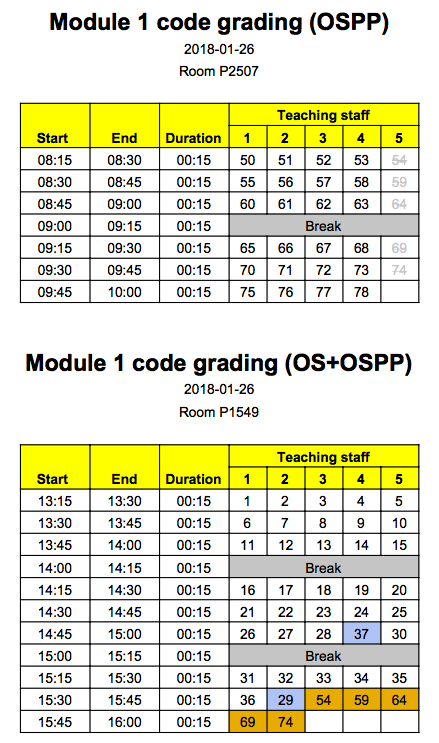 Module 1 code grading (OSPP)
2018-01-26
Room P2507
Teaching staff
Start End Duration 1 2 3 4 5
08:15 08:30 00:15 50 51 52 53 54
08:30 08:45 00:15 55 56 57 58 59
08:45 09:00 00:15 60 61 62 63 64
09:00 09:15 00:15 Break
09:15 09:30 00:15 65 66 67 68 69
09:30 09:45 00:15 70 71 72 73 74
09:45 10:00 00:15 75 76 77 78
Module 1 code grading (OS+OSPP)
2018-01-26
Room P1549
Teaching staff
Start End Duration 1 2 3 4 5
13:15 13:30 00:15 1 2 3 4 5
13:30 13:45 00:15 6 7 8 9 10
13:45 14:00 00:15 11 12 13 14 15
14:00 14:15 00:15 Break
14:15 14:30 00:15 16 17 18 19 20
14:30 14:45 00:15 21 22 23 24 25
14:45 15:00 00:15 26 27 28 37 30
15:00 15:15 00:15 Break
15:15 15:30 00:15 31 32 33 34 35
15:30 15:45 00:15 36 29 54 59 64
15:45 16:00 00:15 69 74